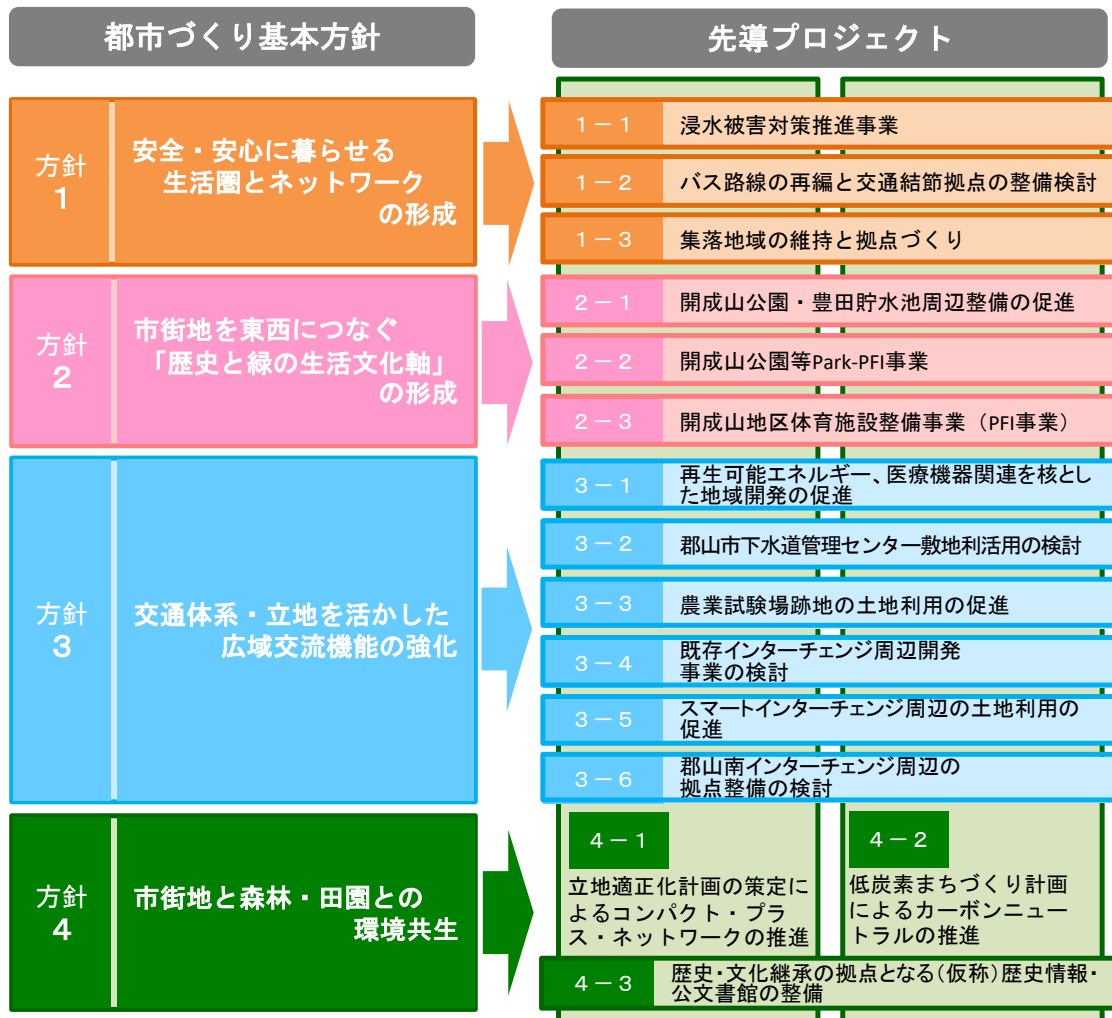 都市づくり基本方針
先導プロジェクト
方針
1
安全・安心に暮らせる
生活圏とネットワーク
の形成
1－1
浸水被害対策推進事業
1－2
バス路線の再編と交通結節拠点の整備検討
1－3
集落地域の維持と拠点づくり
方針
2
市街地を東西につなぐ
「歴史と緑の生活文化軸」
の形成
2－1
開成山公園・豊田貯水池周辺整備の促進
2－2
開成山公園等Park-PFI事業
2－3
開成山地区体育施設整備事業（PFI事業）
方針
3
交通体系・立地を活かした
広域交流機能の強化
3－1
再生可能エネルギー、医療機器関連を核とし
た地域開発の促進
3－2
郡山市下水道管理センター敷地利活用の検討
3－3
農業試験場跡地の土地利用の促進
3－4
既存インターチェンジ周辺開発
事業の検討
3－5
スマートインターチェンジ周辺の土地利用の
促進
3－6
郡山南インターチェンジ周辺の
拠点整備の検討
方針
4
市街地と森林・田園との
環境共生
4－1
立地適正化計画の策定に
よるコンパクト・プラ
ス・ネットワークの推進
4－2
低炭素まちづくり計画
によるカーボンニュー
トラルの推進
4－3
歴史・文化継承の拠点となる(仮称)歴史情報・
公文書館の整備